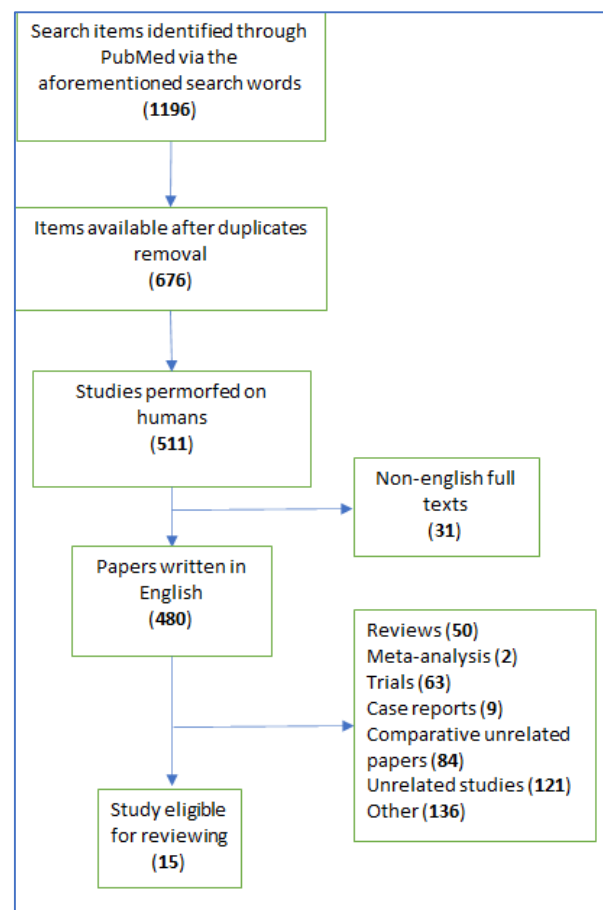 Search items identified through
PubMed via the
aforementioned search words
(1196)
Items available after duplicates
removal
(676)
Studies permorfed on
humans
(511)
Non-english full
texts
(31)
Papers written in
English
(480)
Reviews (50)
Meta-analysis (2)
Trials (63)
Case reports (9)
Comparative unrelated
papers (84)
Unrelated studies (121)
Other (136)
Study eligible
for reviewing
(15)